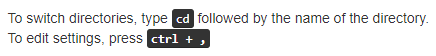 To switch directories, type cd followed by the name of the directory.
To edit settings, press ctrl + ,